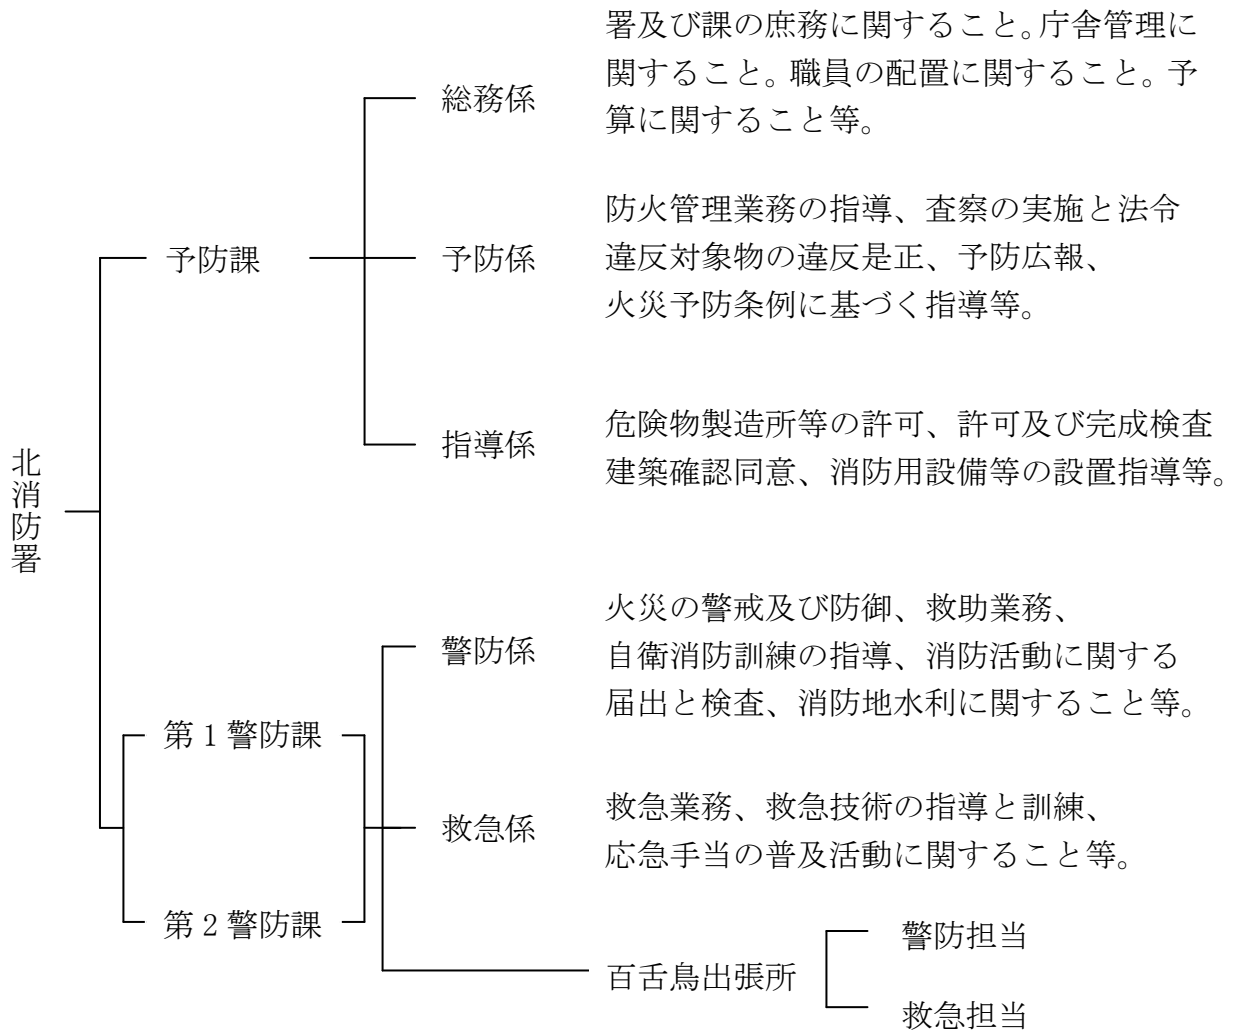 北消防署
予防課
総務係
署及び課の庶務に関すること。庁舎管理に
関すること。職員の配置に関すること。予
算に関すること等。
予防係
防火管理業務の指導、査察の実施と法令
違反対象物の違反是正、予防広報、
火災予防条例に基づく指導等。
指導係
危険物製造所等の許可、許可及び完成検査
建築確認同意、消防用設備等の設置指導等。
第1警防課
第2警防課
警防係
火災の警戒及び防御、救助業務、
自衛消防訓練の指導、消防活動に関する
届出と検査、消防地水利に関すること等。
救急係
救急業務、救急技術の指導と訓練、
応急手当の普及活動に関すること等。
百舌鳥出張所
警防担当
救急担当